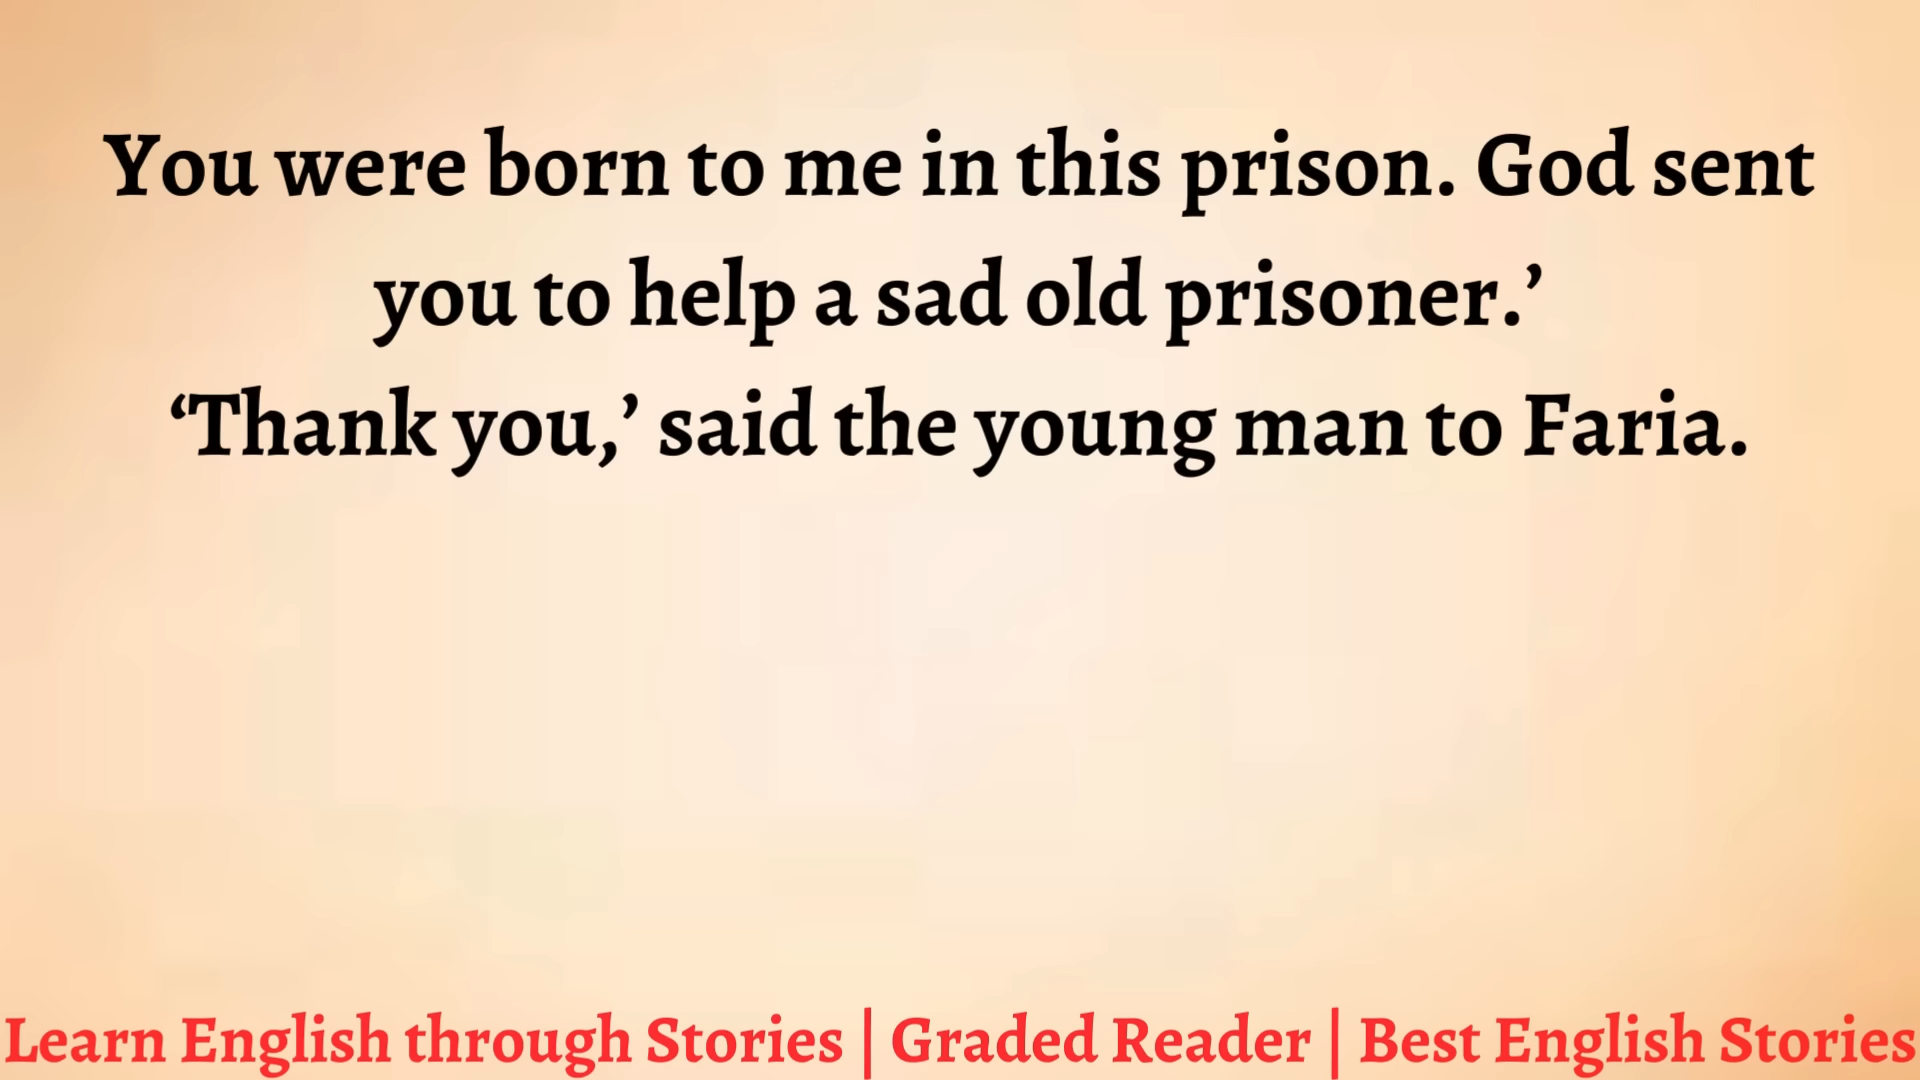 You were born to me in this prison. God sent
you to help a sad old prisoner.’
‘Thank you,’ said the young man to Faria.
Learn English through Stories | Graded Reader | Best English Stories